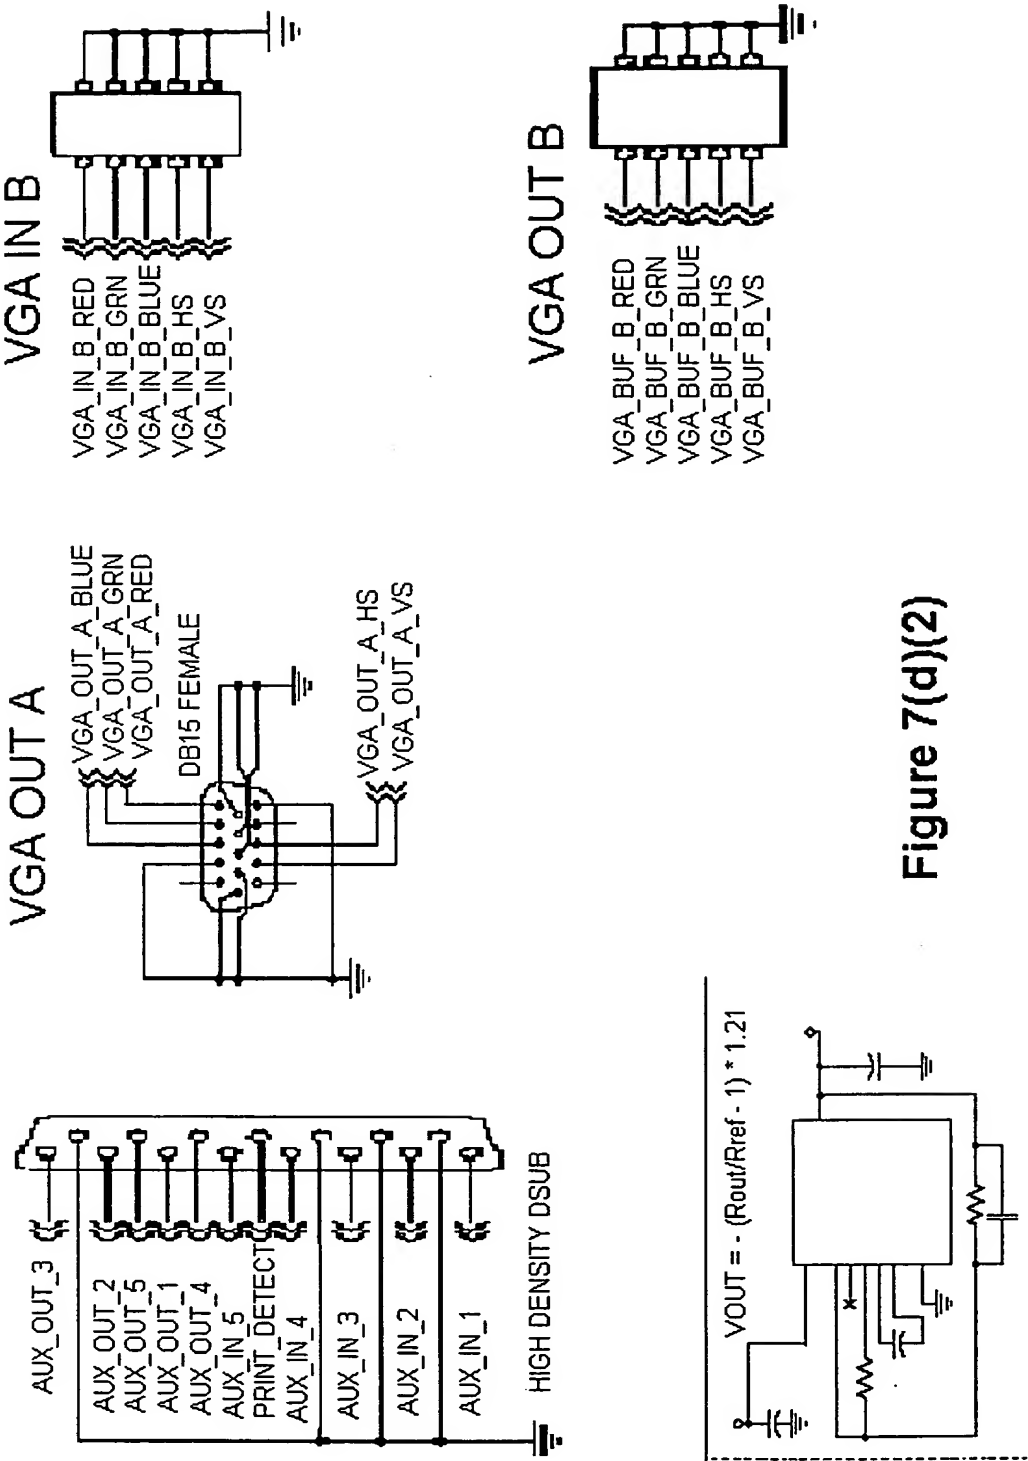 VGA IN B
VGA_IN_B_RED
VGA_IN_B_GRN
VGA_IN_B_BLUE
VGA_IN_B_HS
VGA_IN_B_VS
VGA OUT B
VGA_BUF_B_RED
VGA_BUF_B_GRN
VGA_BUF_B_BLUE
VGA_BUF_B_HS
VGA_BUF_B_VS
VGA OUT A
VGA_OUT_A_BLUE
VGA_OUT_A_GRN
VGA_OUT_A_RED
DB15 FEMALE
VGA_OUT_A_HS
VGA_OUT_A_VS
AUX_OUT_3
AUX_OUT_2
AUX_OUT_5
AUX_OUT_1
AUX_OUT_4
AUX_IN_5
PRINT_DETECT
AUX_IN_4
AUX_IN_3
AUX_IN_2
AUX_IN_1
HIGH DENSITY DSUB
VOUT = - (Rout/Rref - 1) * 1.21
Figure 7(d)(2)